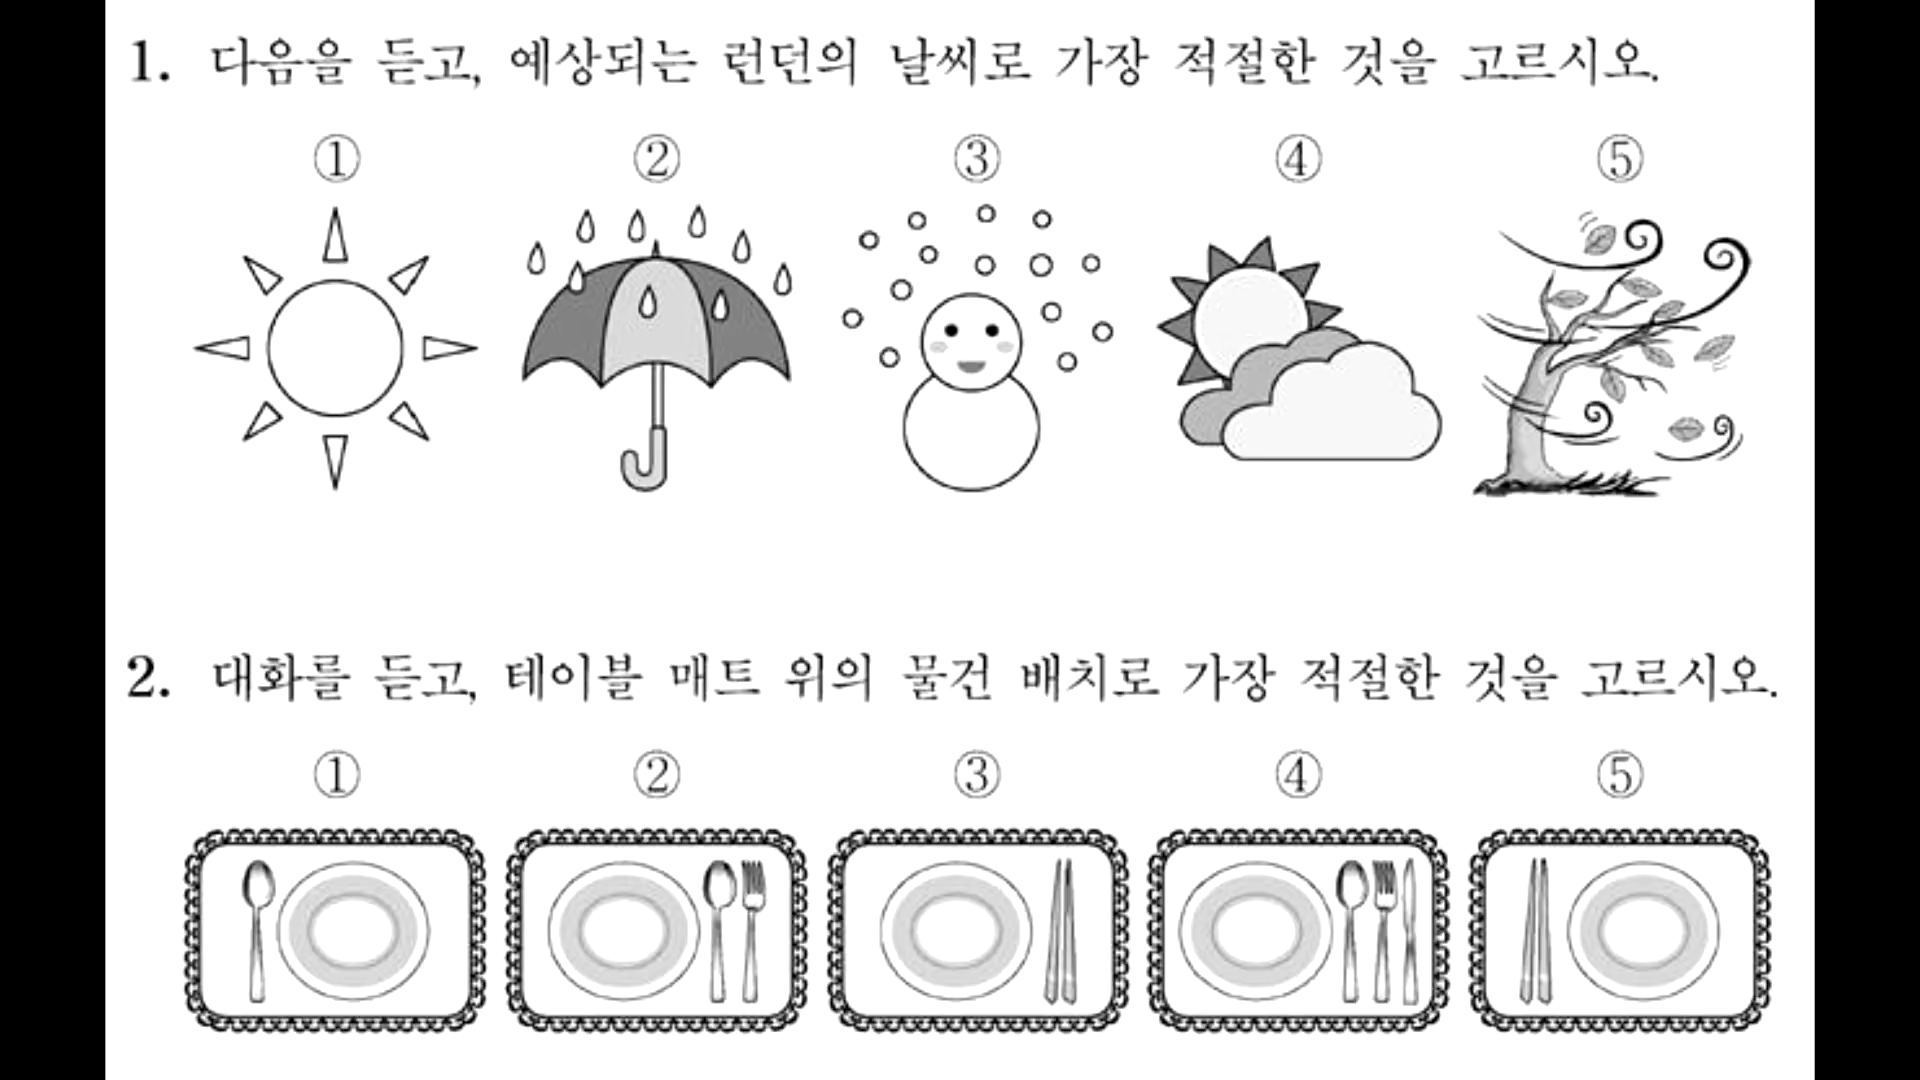 1. 다음을 듣고, 예상되는 런던의 날씨로 가장 적절한 것을 고르시오.
① ② ③ ④ ⑤
2. 대화를 듣고, 테이블 매트 위의 물건 배치로 가장 적절한 것을 고르시오.
① ② ③ ④ ⑤